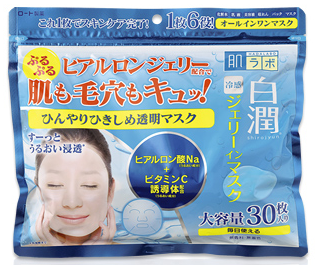 ロート製薬
これ1枚でスキンケア完了!
1枚6役
オールインワンマスク
ぷるぷる
ヒアルロンジェリー配合で
肌も毛穴もキュッ!
ひんやりひきしめ透明マスク
すーっと
うるおい浸透*
ヒアルロン酸Na
+
ビタミンC
誘導体配合
肌ラボ
HADALABO
冷感
白潤
shirojyun
ジェリーインマスク
大容量30枚入り
毎日使える